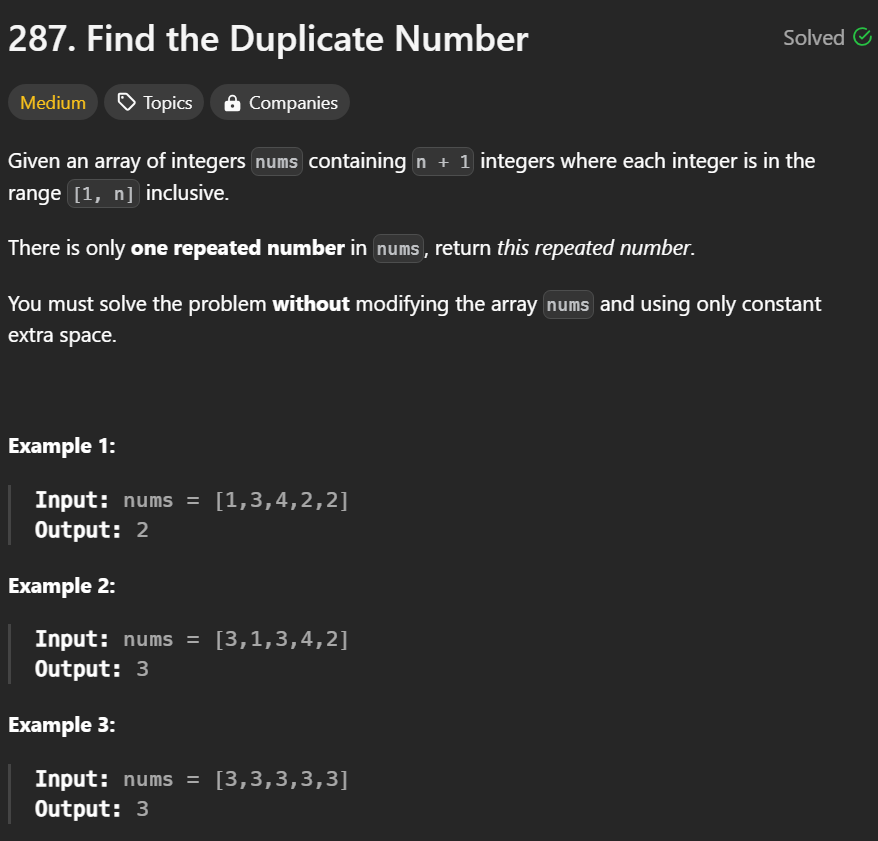 287. Find the Duplicate Number
Solved
Medium
Topics
Companies
Given an array of integers nums containing n + 1 integers where each integer is in the
range [1, n] inclusive.
There is only one repeated number in nums, return this repeated number.
You must solve the problem without modifying the array nums and using only constant
extra space.
Example 1:
Input: nums = [1,3,4,2,2]
Output: 2
Example 2:
Input: nums = [3,1,3,4,2]
Output: 3
Example 3:
Input: nums = [3,3,3,3,3]
Output: 3